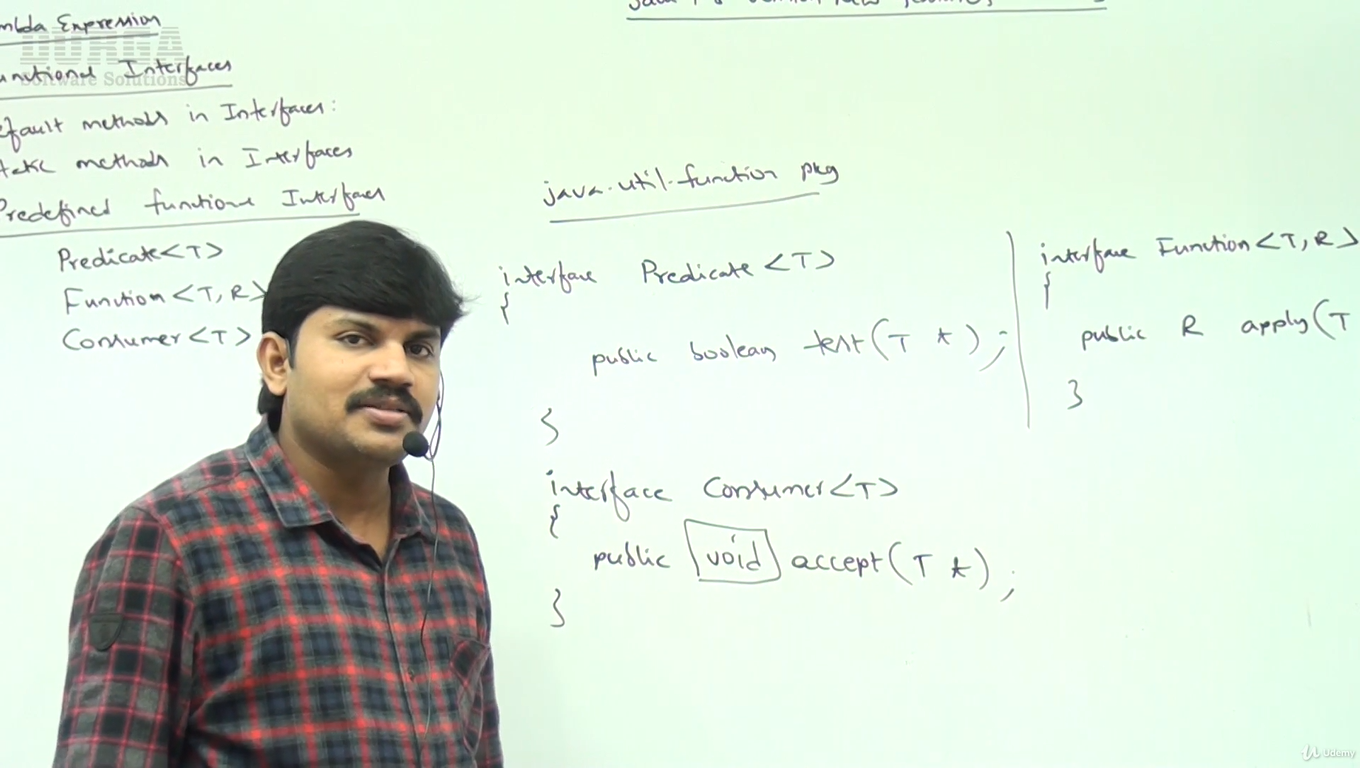 mbda Expression
DURGA
Software Solutions
unctional Interfaces
efault methods in Interfaces:
tatic methods in Interfaces
Predefined functional Interfaces
Predicate<T>
Function<T,R>
Consumer<T>
java.util.function pkg
interface Predicate<T>
{
public boolean test(T t);
}
interface Function<T,R>
{
public R apply(T
}
interface Consumer<T>
{
public void accept(T t);
}
Udemy